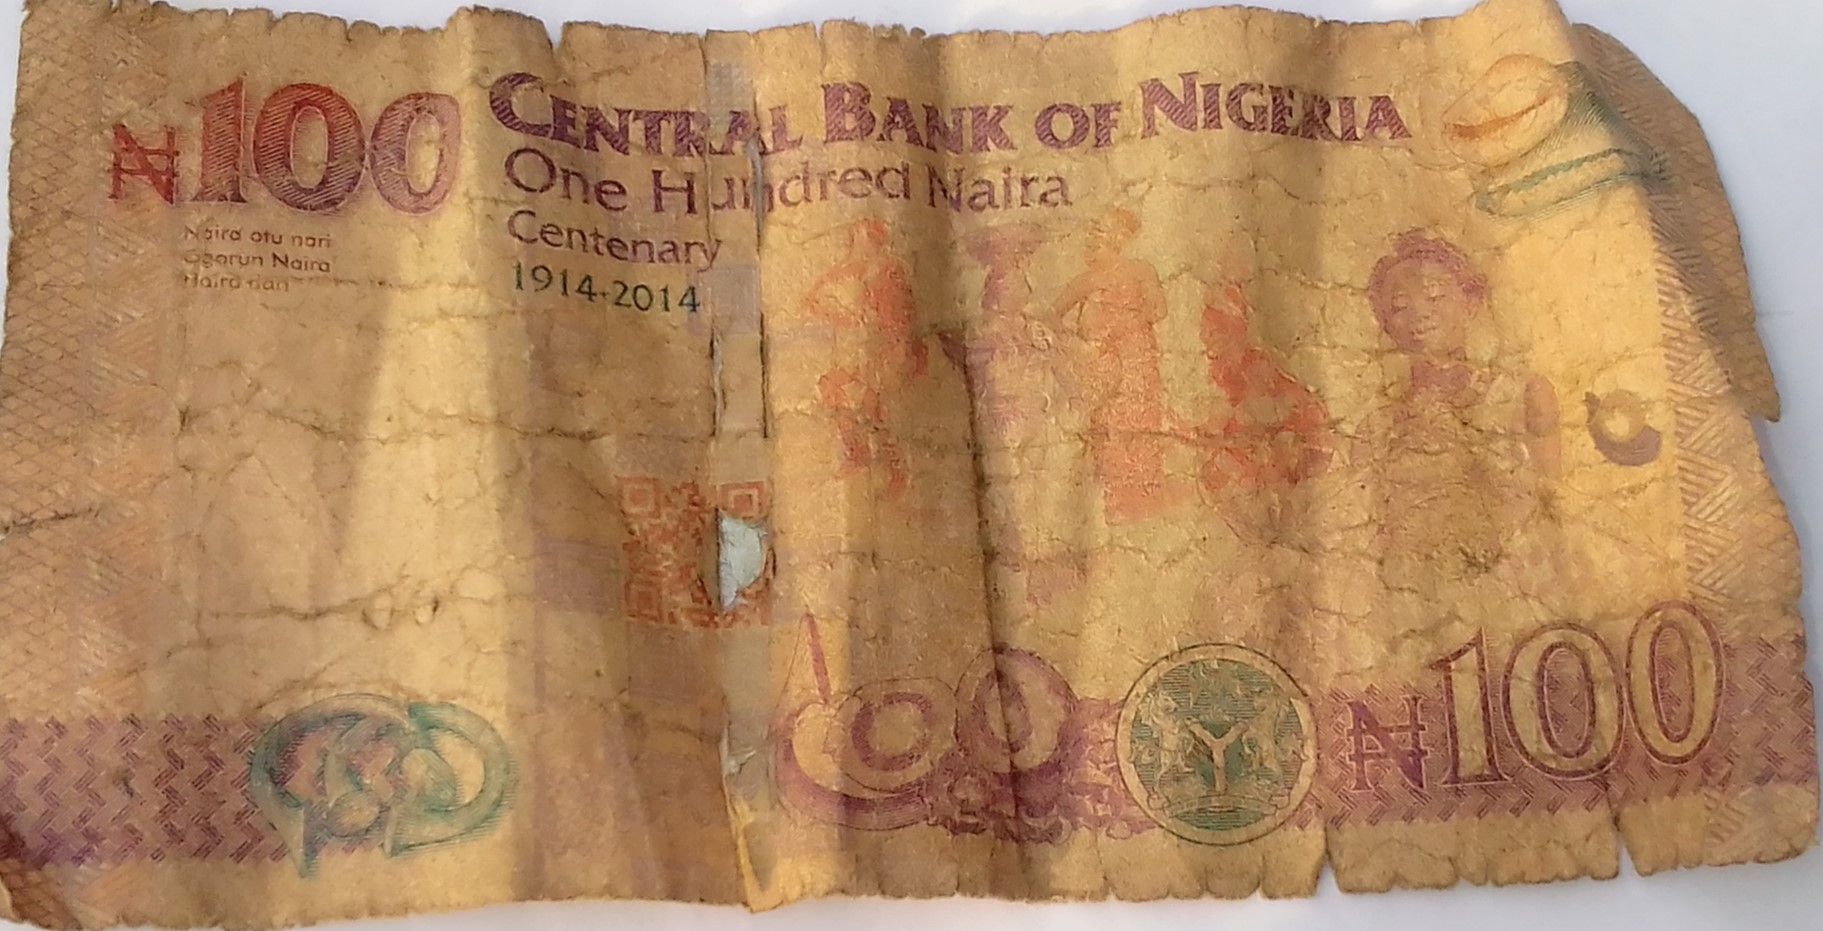 ₦100
CENTRAL BANK OF NIGERIA
One Hundred Naira
Centenary
1914-2014
Naira otu nari
Ogorun Naira
Naira dari
100
₦100